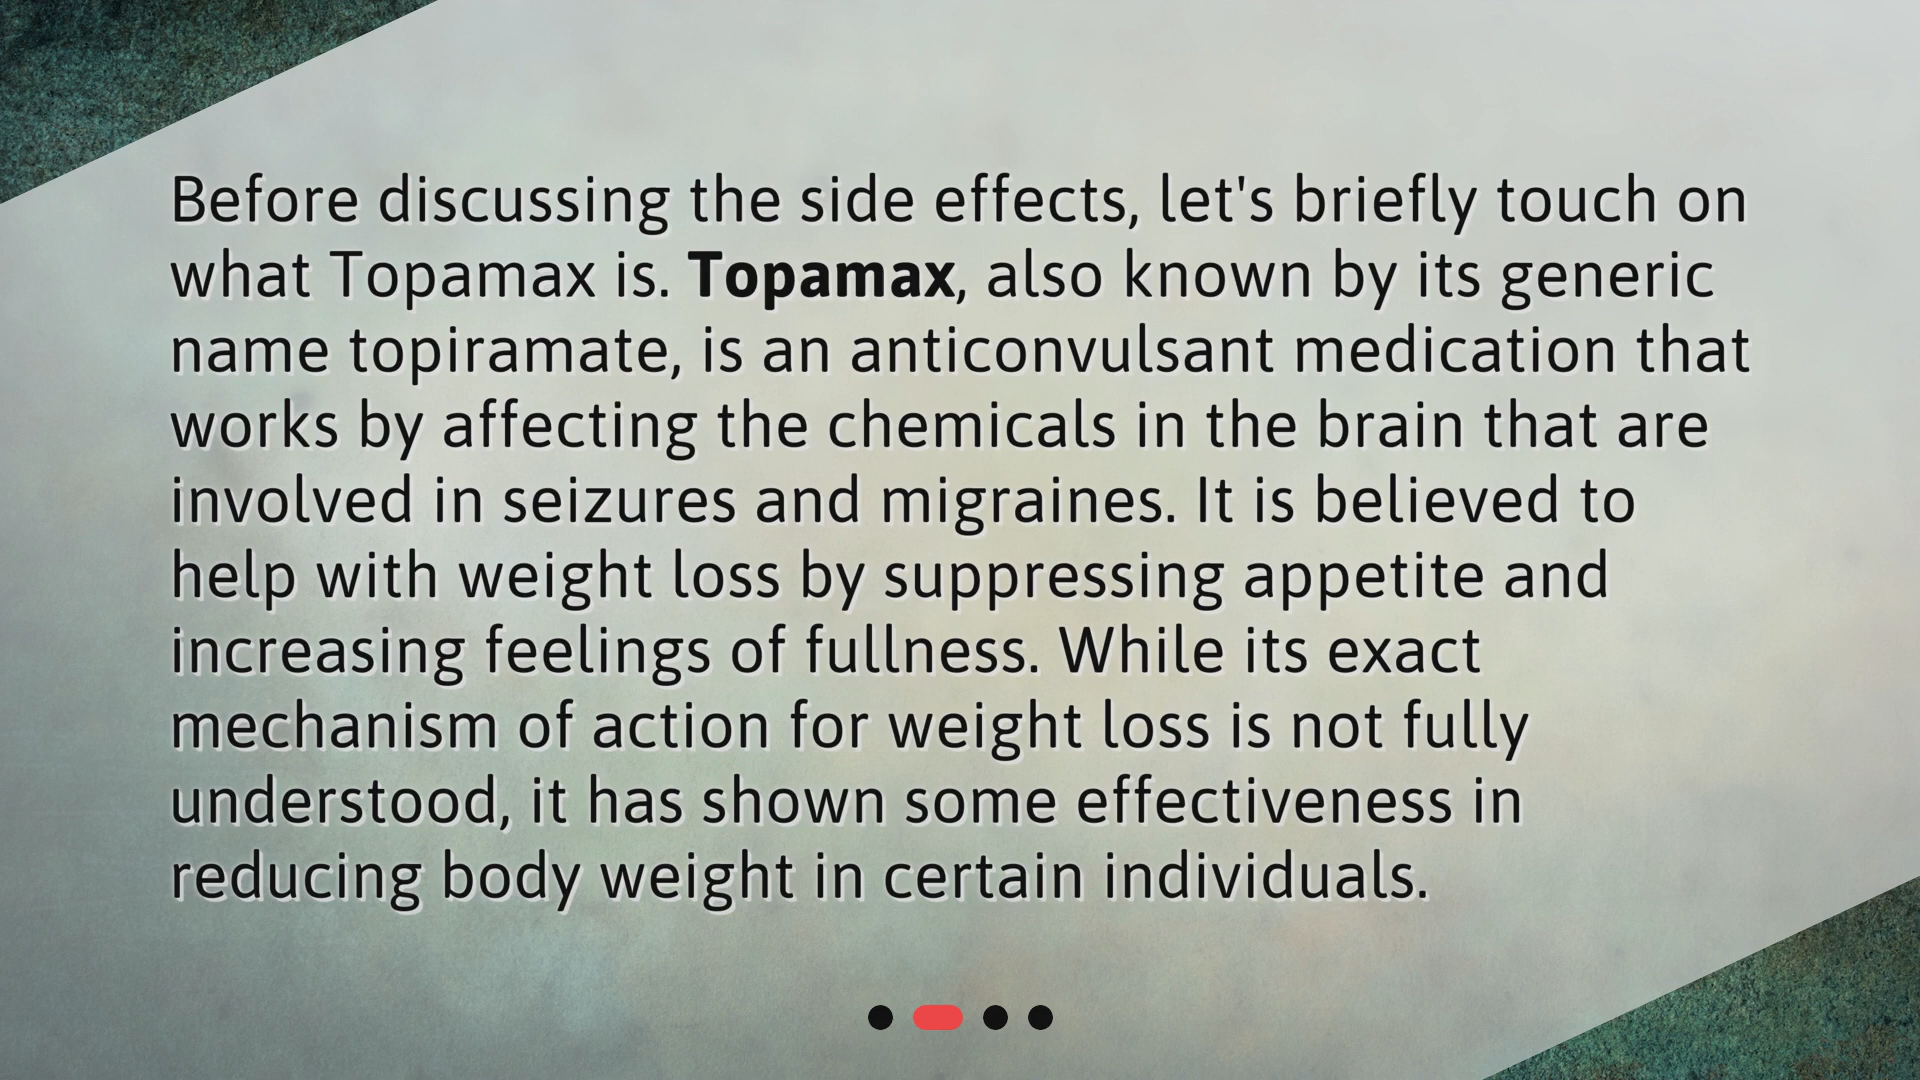 Before discussing the side effects, let's briefly touch on
what Topamax is. Topamax, also known by its generic
name topiramate, is an anticonvulsant medication that
works by affecting the chemicals in the brain that are
involved in seizures and migraines. It is believed to
help with weight loss by suppressing appetite and
increasing feelings of fullness. While its exact
mechanism of action for weight loss is not fully
understood, it has shown some effectiveness in
reducing body weight in certain individuals.